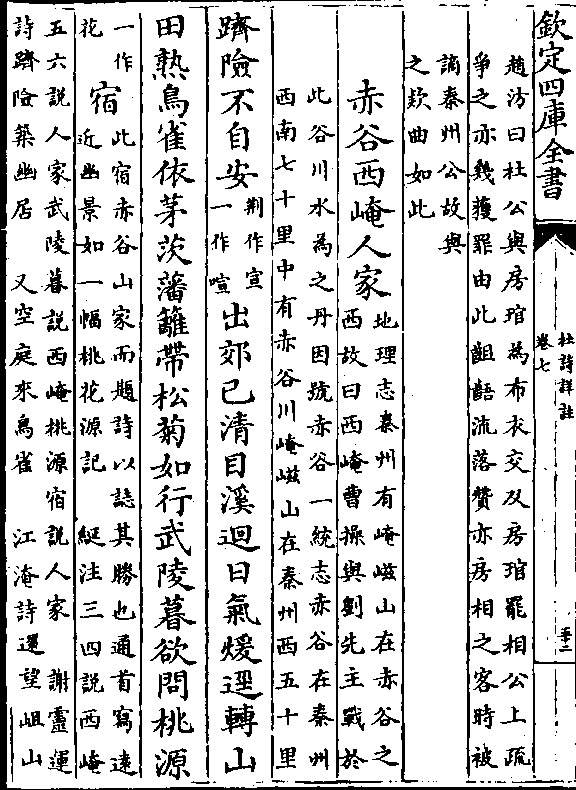 欽定四庫全書
杜詩詳註
卷七
趙汸曰杜公與房琯為布衣交及房琯罷相公上疏
爭之亦幾獲罪由此齟齬流落贊亦房相之客時被
謫秦州公故與
之款曲如此
赤谷西崦人家地理志秦州有崦嵫山在赤谷之
西故曰西崦曹操與劉先主戰於
此谷川水為之丹因號赤谷一統志赤谷在秦州
西南七十里中有赤谷川崦嵫山在秦州西五十里
躋險不自安荆作宣
一作喧出郊已清目溪迴日氣煖逕轉山
田熟鳥雀依茅茨藩籬帶松菊如行武陵暮欲問桃源
一作
花宿此宿赤谷山家而題詩以誌其勝也通首寫遠
近幽景如一幅桃花源記 綖注三四說西崦
五六說人家武陵暮說西崦桃源宿說人家 謝靈運
詩躋險築幽居 又空庭來鳥雀 江淹詩還望岨山